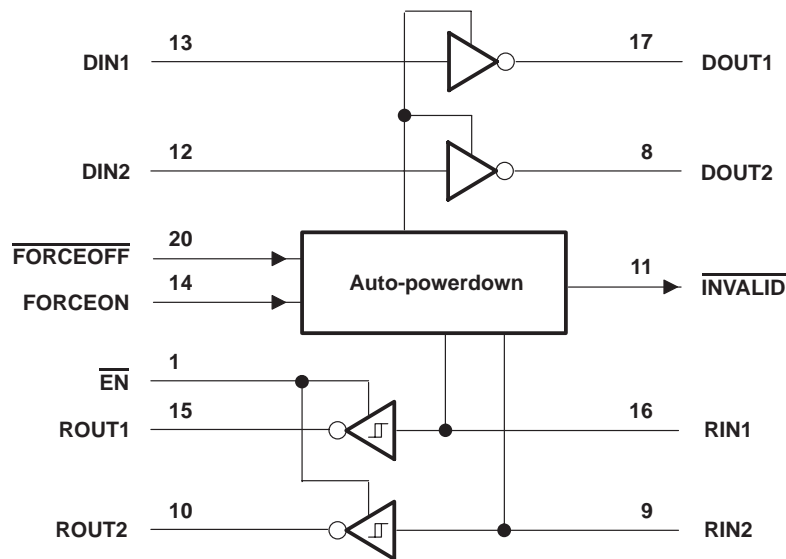 DIN1 13 17 DOUT1
DIN2 12 8 DOUT2
FORCEOFF 20
Auto-powerdown
11 INVALID
FORCEON 14
EN 1
ROUT1 15 16 RIN1
ROUT2 10 9 RIN2